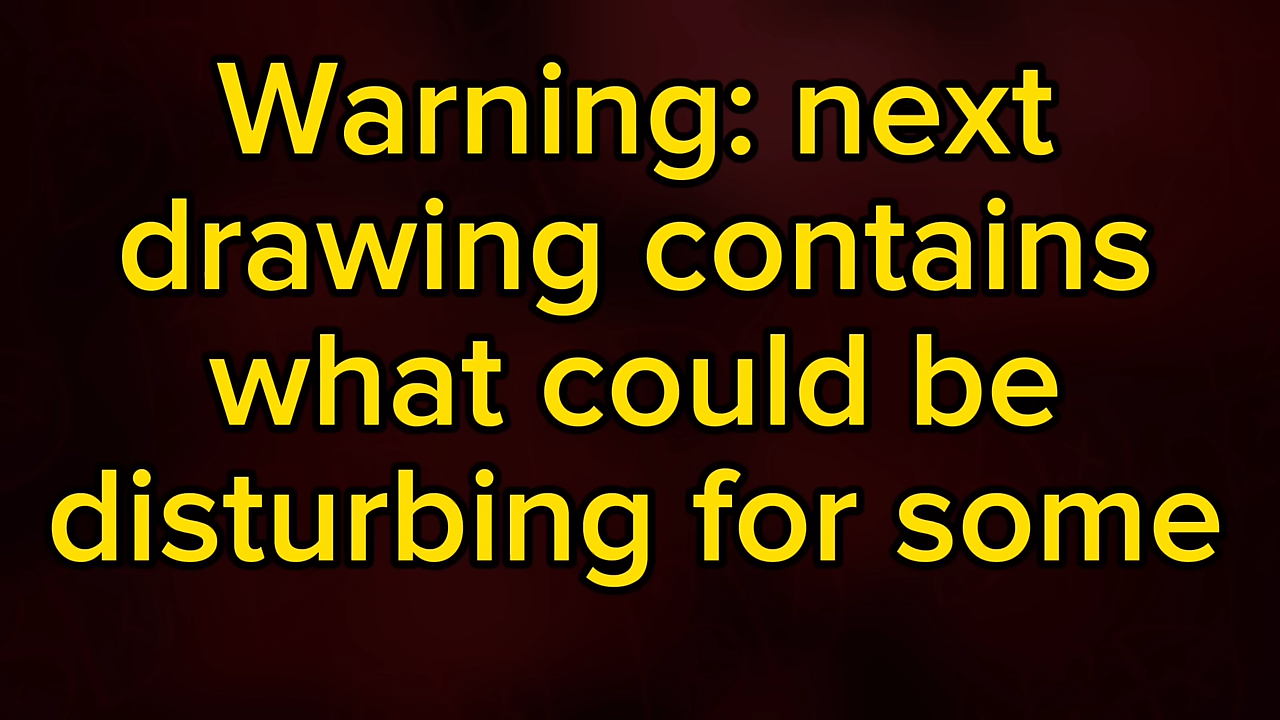 Warning: next
drawing contains
what could be
disturbing for some